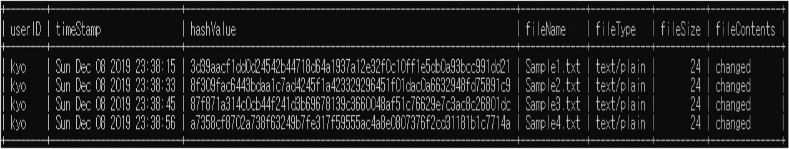 userID | timeStamp | hashValue | fileName | fileType | fileSize | fileContents
kyo | Sun Dec 08 2019 23:38:15 | 3d39aacf1dd0d24542b44718d64a1937a12e32f0c10ff1e5db0a93bcc991dd21 | Sample1.txt | text/plain | 24 | changed
kyo | Sun Dec 08 2019 23:38:33 | 8f309fac6443bdaa1c7ad4245f1a423329296451f01dac0a6632948fd75891c9 | Sample2.txt | text/plain | 24 | changed
kyo | Sun Dec 08 2019 23:38:45 | 87f871a314c0cb44f241d3b69678139c3660048af51c76629e7c3ac8c26801dc | Sample3.txt | text/plain | 24 | changed
kyo | Sun Dec 08 2019 23:38:56 | a7358cf8702a738f63249b7fe317f59555ac4a8e0807376f2cd31181b1c7714a | Sample4.txt | text/plain | 24 | changed